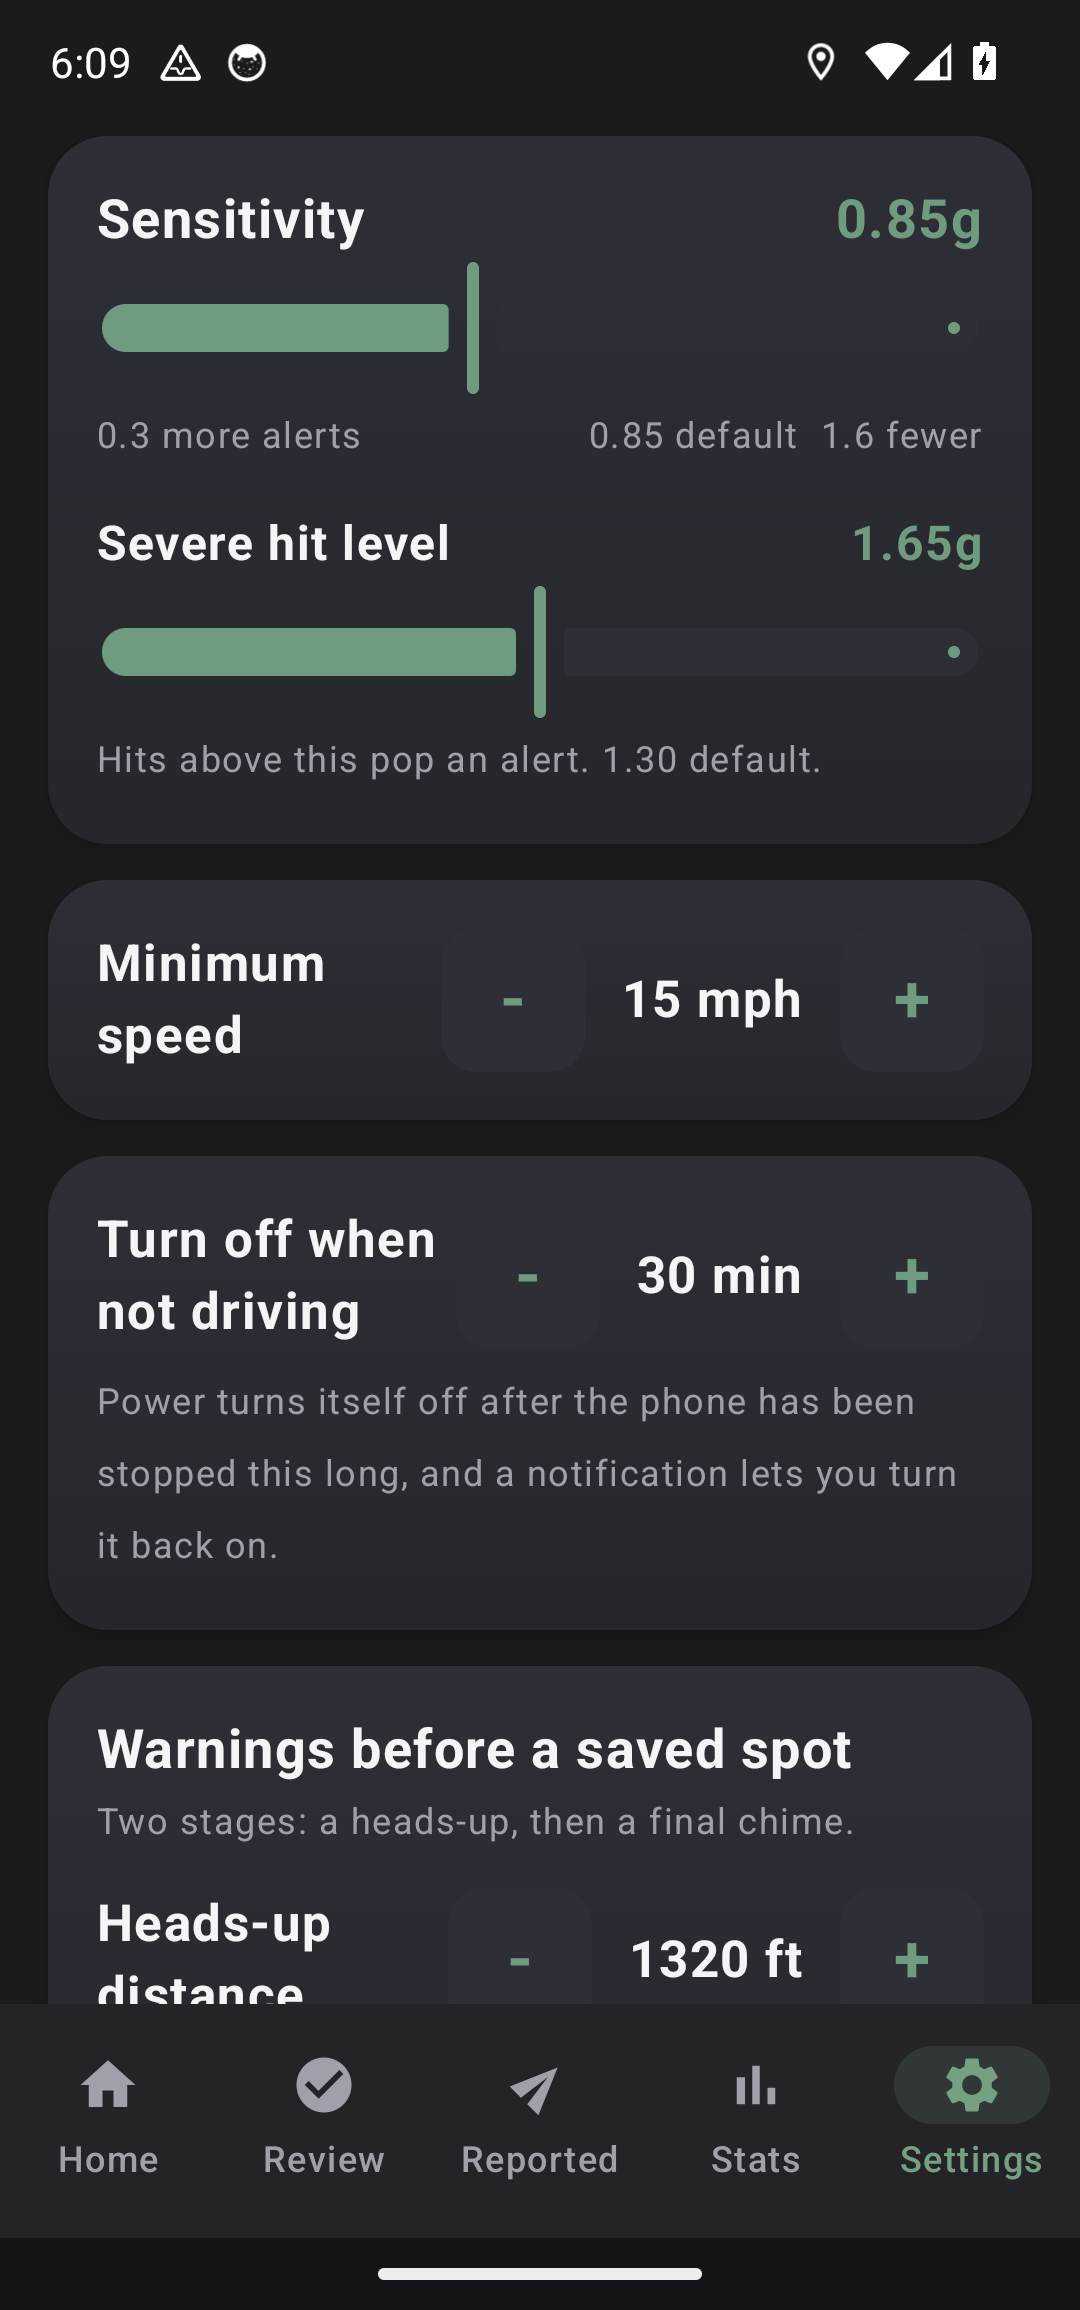 6:09
Sensitivity 0.85g
0.3 more alerts 0.85 default 1.6 fewer
Severe hit level 1.65g
Hits above this pop an alert. 1.30 default.
Minimum
speed
- 15 mph +
Turn off when
not driving
- 30 min +
Power turns itself off after the phone has been
stopped this long, and a notification lets you turn
it back on.
Warnings before a saved spot
Two stages: a heads-up, then a final chime.
Heads-up
distance
- 1320 ft +
Home Review Reported Stats Settings